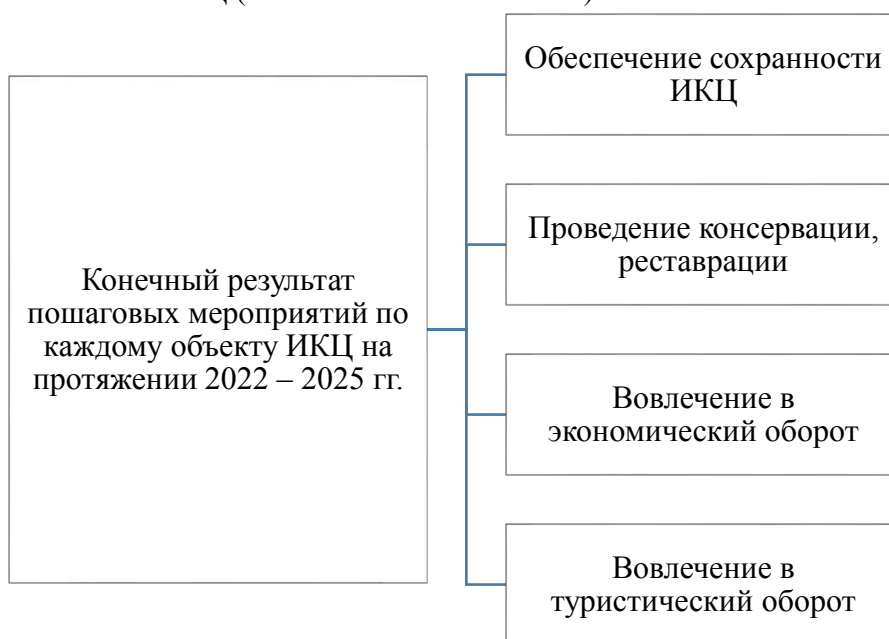 Обеспечение сохранности
ИКЦ
Проведение консервации,
реставрации
Конечный результат
пошаговых мероприятий по
каждому объекту ИКЦ на
протяжении 2022 – 2025 гг.
Вовлечение в
экономический оборот
Вовлечение в
туристический оборот